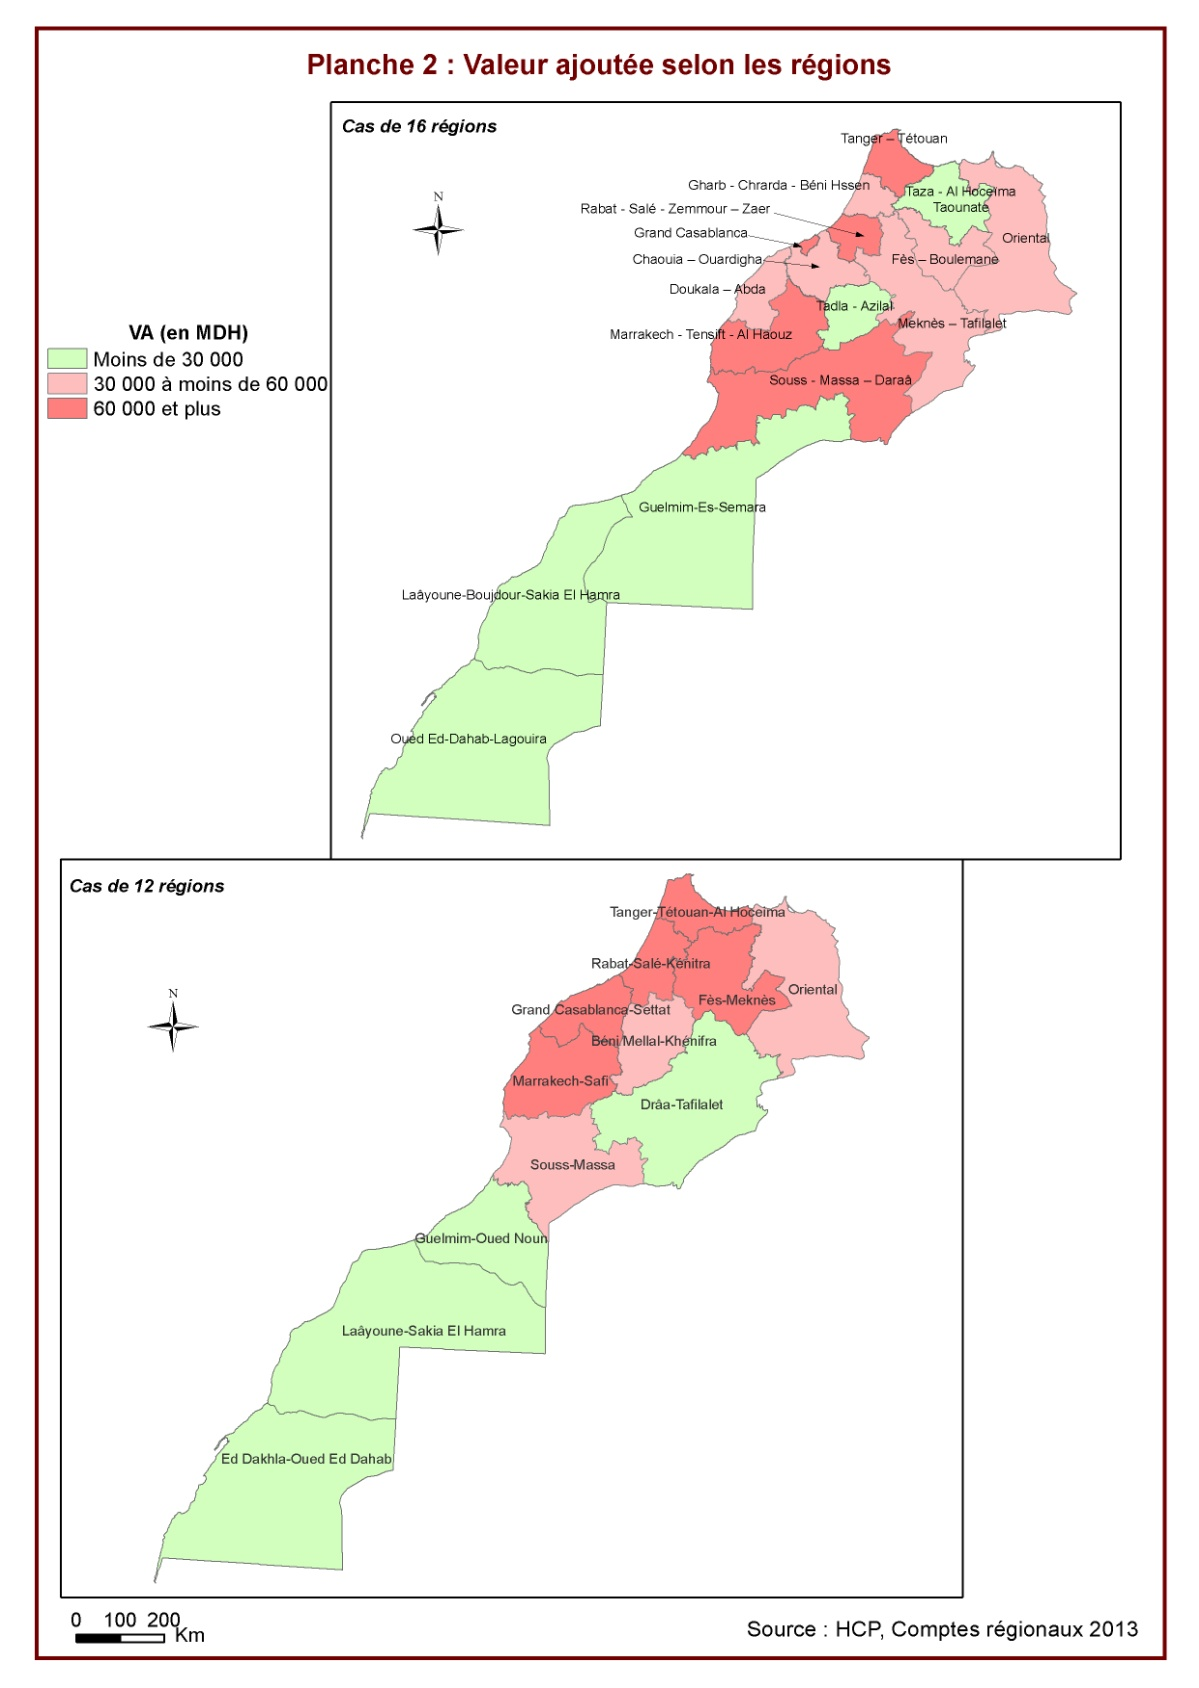 Planche 2 : Valeur ajoutée selon les régions
Cas de 16 régions
Tanger – Tétouan
N
Gharb - Chrarda - Béni Hssen
Taza - Al Hoceïma
Taounate
Rabat - Salé - Zemmour – Zaer
Grand Casablanca
Oriental
Chaouia – Ouardigha
Fès – Boulemane
Doukala – Abda
Tadla - Azilal
Meknès – Tafilalet
Marrakech - Tensift - Al Haouz
Souss - Massa – Daraâ
Guelmim-Es-Semara
Laâyoune-Boujdour-Sakia El Hamra
Oued Ed-Dahab-Lagouira
VA (en MDH)
Moins de 30 000
30 000 à moins de 60 000
60 000 et plus
Cas de 12 régions
Tanger-Tétouan-Al Hoceima
Rabat-Salé-Kénitra
N
Oriental
Fès-Meknès
Grand Casablanca-Settat
Béni Mellal-Khénifra
Marrakech-Safi
Drâa-Tafilalet
Souss-Massa
Guelmim-Oued Noun
Laâyoune-Sakia El Hamra
Ed Dakhla-Oued Ed Dahab
0 100 200
Km
Source : HCP, Comptes régionaux 2013